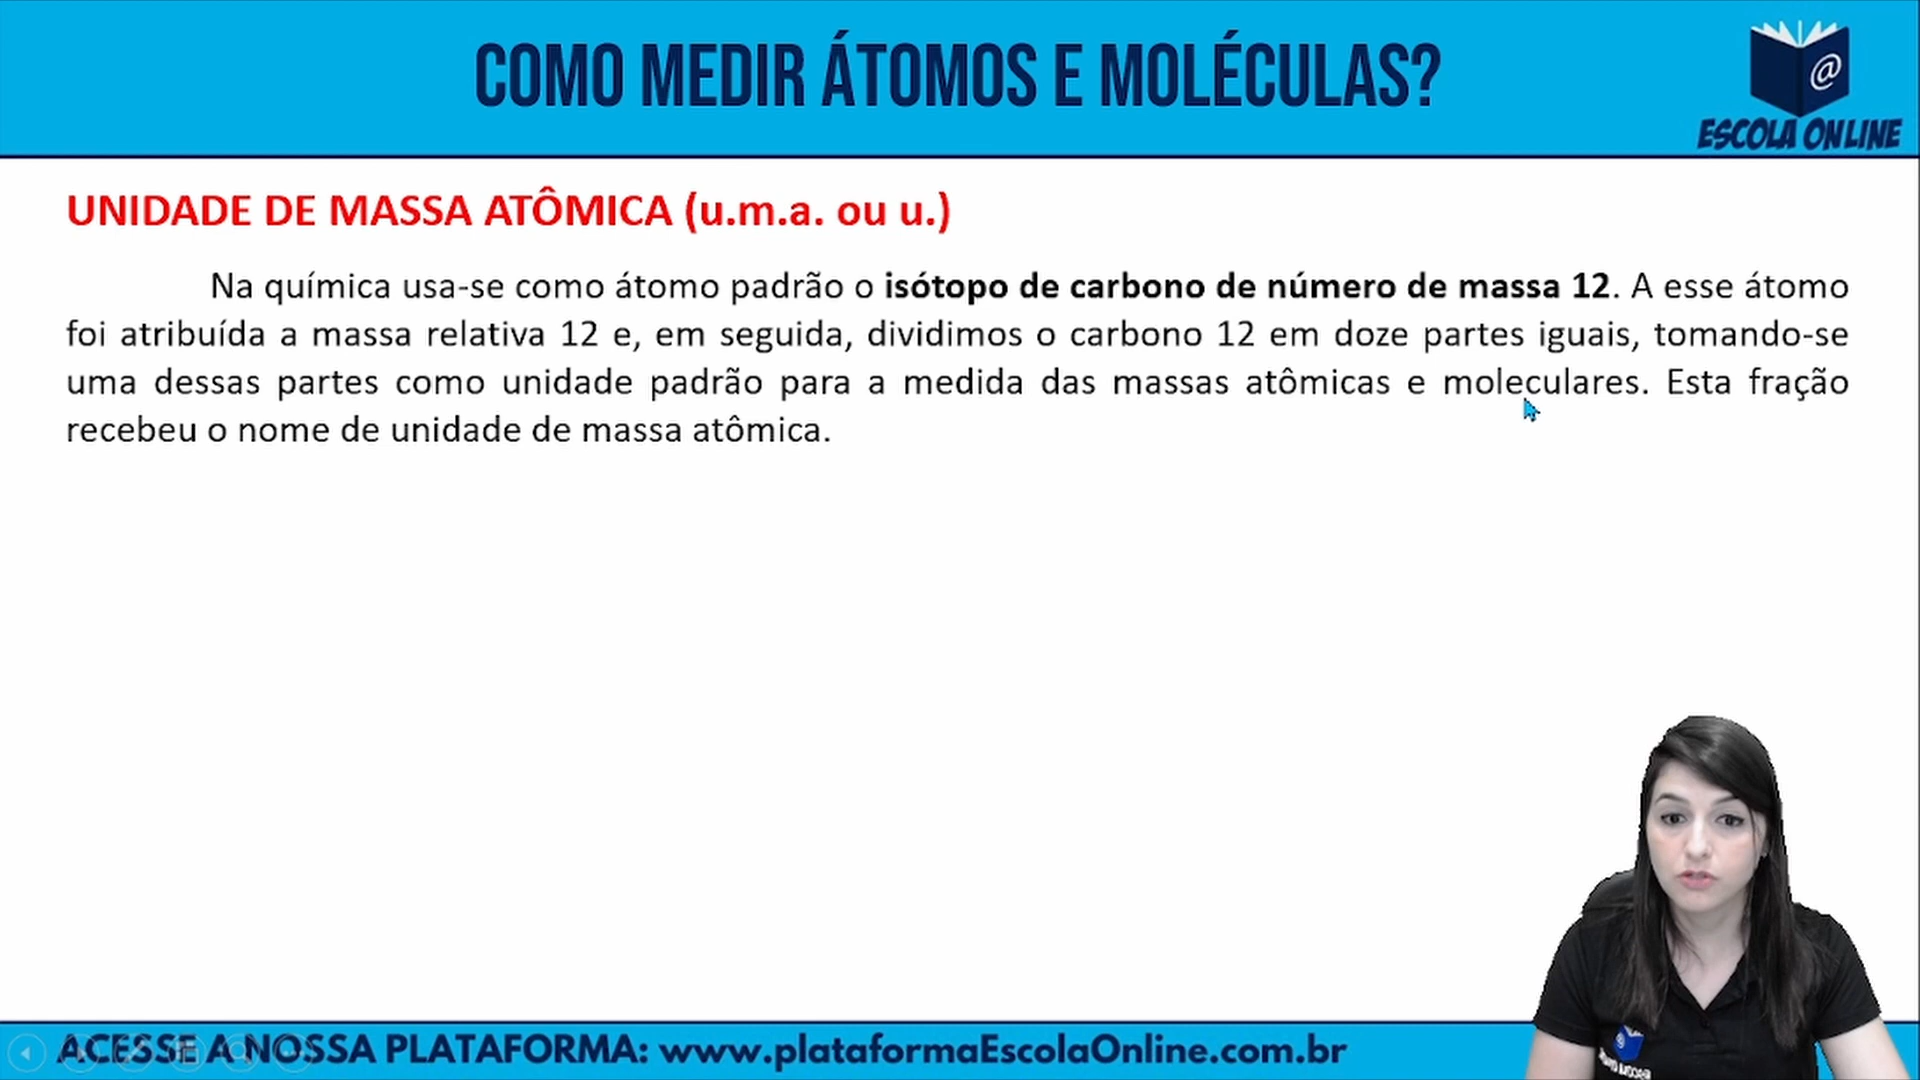 COMO MEDIR ÁTOMOS E MOLÉCULAS?
@
ESCOLA ONLINE
UNIDADE DE MASSA ATÔMICA (u.m.a. ou u.)
Na química usa-se como átomo padrão o isótopo de carbono de número de massa 12. A esse átomo
foi atribuída a massa relativa 12 e, em seguida, dividimos o carbono 12 em doze partes iguais, tomando-se
uma dessas partes como unidade padrão para a medida das massas atômicas e moleculares. Esta fração
recebeu o nome de unidade de massa atômica.
ACESSE A NOSSA PLATAFORMA: www.plataformaEscolaOnline.com.br